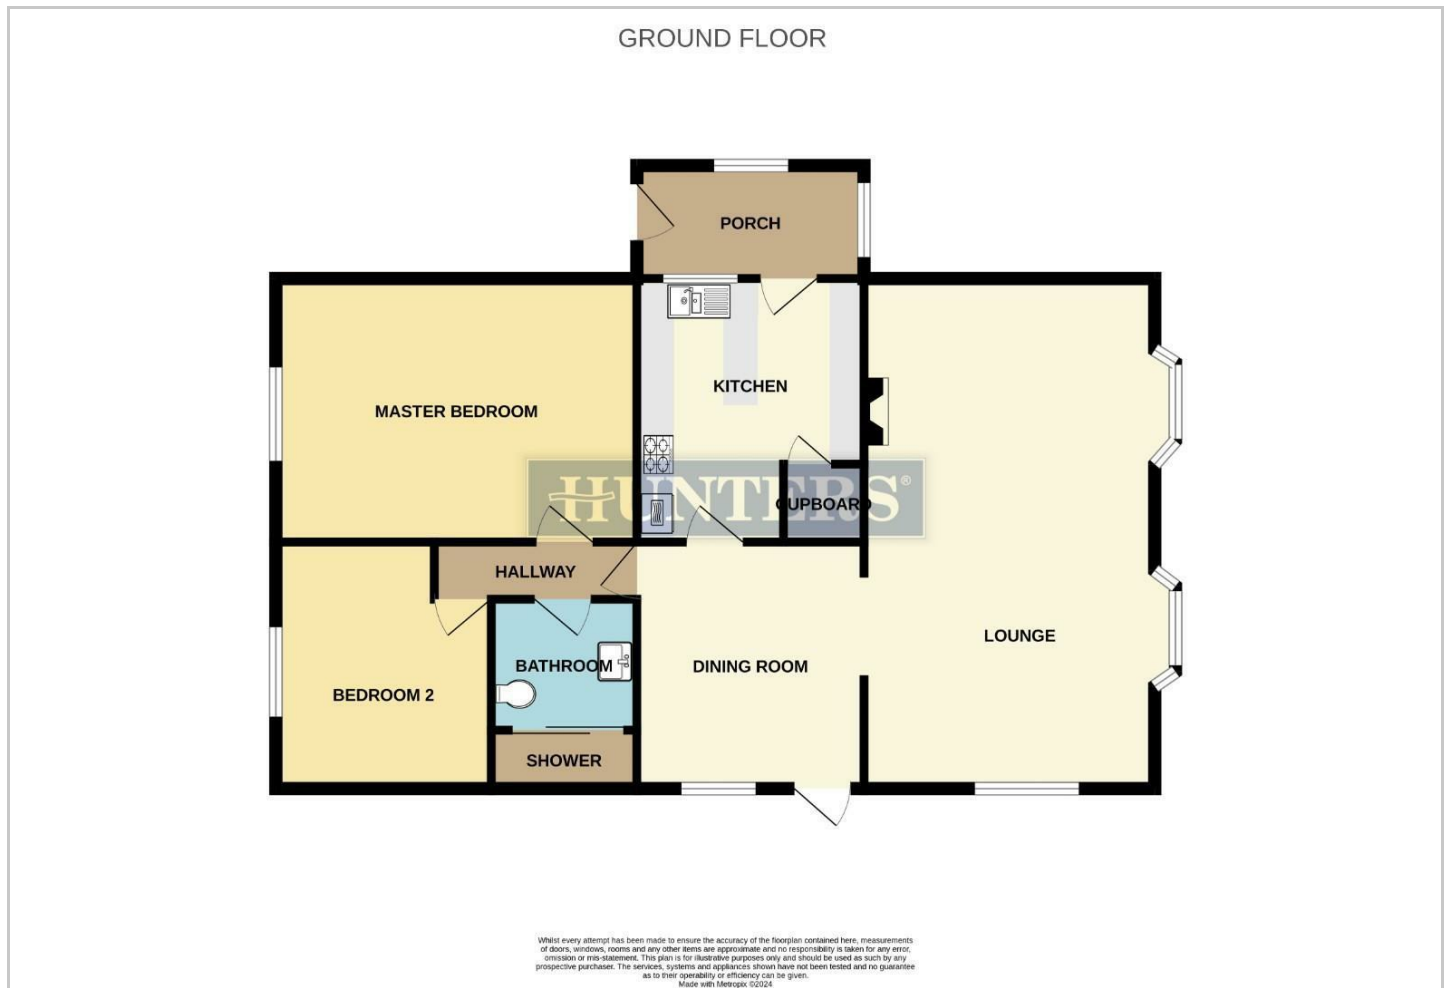 GROUND FLOOR
PORCH
KITCHEN
MASTER BEDROOM
HUNTERS®
CUPBOARD
HALLWAY
LOUNGE
BATHROOM
DINING ROOM
BEDROOM 2
SHOWER
Whilst every attempt has been made to ensure the accuracy of the floorplan contained here, measurements
of doors, windows, rooms and any other items are approximate and no responsibility is taken for any error,
omission or mis-statement. This plan is for illustrative purposes only and should be used as such by any
prospective purchaser. The services, systems and appliances shown have not been tested and no guarantee
as to their operability or efficiency can be given.
Made with Metropix ©2024